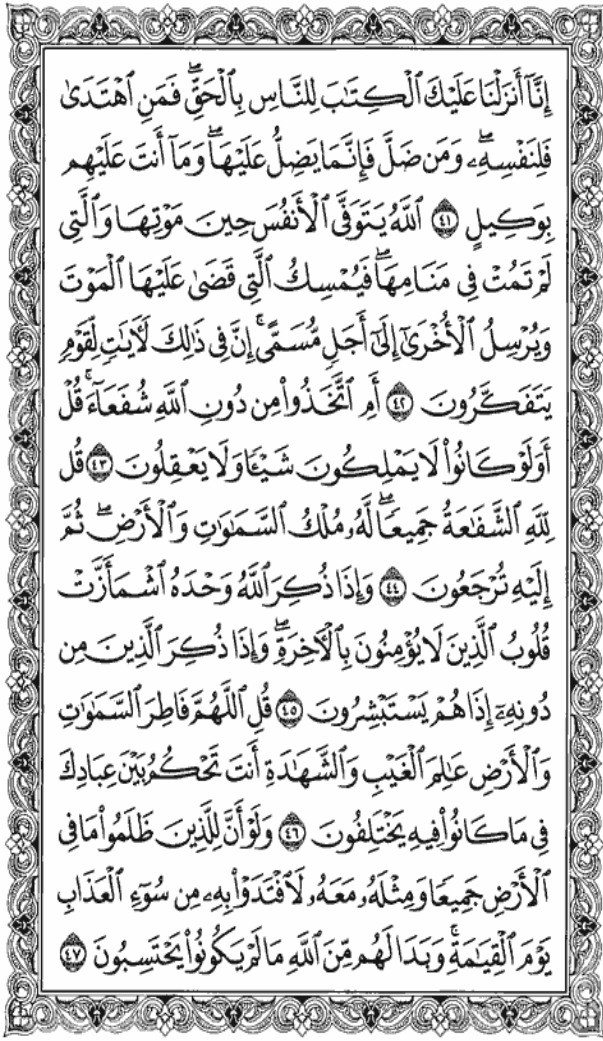 إِنَّآ أَنزَلْنَا عَلَيْكَ ٱلْكِتَٰبَ لِلنَّاسِ بِٱلْحَقِّ ۖ فَمَنِ ٱهْتَدَىٰ
فَلِنَفْسِهِۦ ۖ وَمَن ضَلَّ فَإِنَّمَا يَضِلُّ عَلَيْهَا ۖ وَمَآ أَنتَ عَلَيْهِم
بِوَكِيلٍ ٤١ ٱللَّهُ يَتَوَفَّى ٱلْأَنفُسَ حِينَ مَوْتِهَا وَٱلَّتِى
لَمْ تَمُتْ فِى مَنَامِهَا ۖ فَيُمْسِكُ ٱلَّتِى قَضَىٰ عَلَيْهَا ٱلْمَوْتَ
وَيُرْسِلُ ٱلْأُخْرَىٰٓ إِلَىٰٓ أَجَلٍ مُّسَمًّى ۚ إِنَّ فِى ذَٰلِكَ لَءَايَٰتٍ لِّقَوْمٍ
يَتَفَكَّرُونَ ٤٢ أَمِ ٱتَّخَذُوا۟ مِن دُونِ ٱللَّهِ شُفَعَآءَ ۚ قُلْ
أَوَلَوْ كَانُوا۟ لَا يَمْلِكُونَ شَيْـًٔا وَلَا يَعْقِلُونَ ٤٣ قُل
لِّلَّهِ ٱلشَّفَٰعَةُ جَمِيعًا ۖ لَّهُۥ مُلْكُ ٱلسَّمَٰوَٰتِ وَٱلْأَرْضِ ۖ ثُمَّ
إِلَيْهِ تُرْجَعُونَ ٤٤ وَإِذَا ذُكِرَ ٱللَّهُ وَحْدَهُ ٱشْمَأَزَّتْ
قُلُوبُ ٱلَّذِينَ لَا يُؤْمِنُونَ بِٱلْءَاخِرَةِ ۖ وَإِذَا ذُكِرَ ٱلَّذِينَ مِن
دُونِهِۦٓ إِذَا هُمْ يَسْتَبْشِرُونَ ٤٥ قُلِ ٱللَّهُمَّ فَاطِرَ ٱلسَّمَٰوَٰتِ
وَٱلْأَرْضِ عَٰلِمَ ٱلْغَيْبِ وَٱلشَّهَٰدَةِ أَنتَ تَحْكُمُ بَيْنَ عِبَادِكَ
فِى مَا كَانُوا۟ فِيهِ يَخْتَلِفُونَ ٤٦ وَلَوْ أَنَّ لِلَّذِينَ ظَلَمُوا۟ مَا فِى
ٱلْأَرْضِ جَمِيعًا وَمِثْلَهُۥ مَعَهُۥ لَٱفْتَدَوْا۟ بِهِۦ مِن سُوٓءِ ٱلْعَذَابِ
يَوْمَ ٱلْقِيَٰمَةِ ۚ وَبَدَا لَهُم مِّنَ ٱللَّهِ مَا لَمْ يَكُونُوا۟ يَحْتَسِبُونَ ٤٧